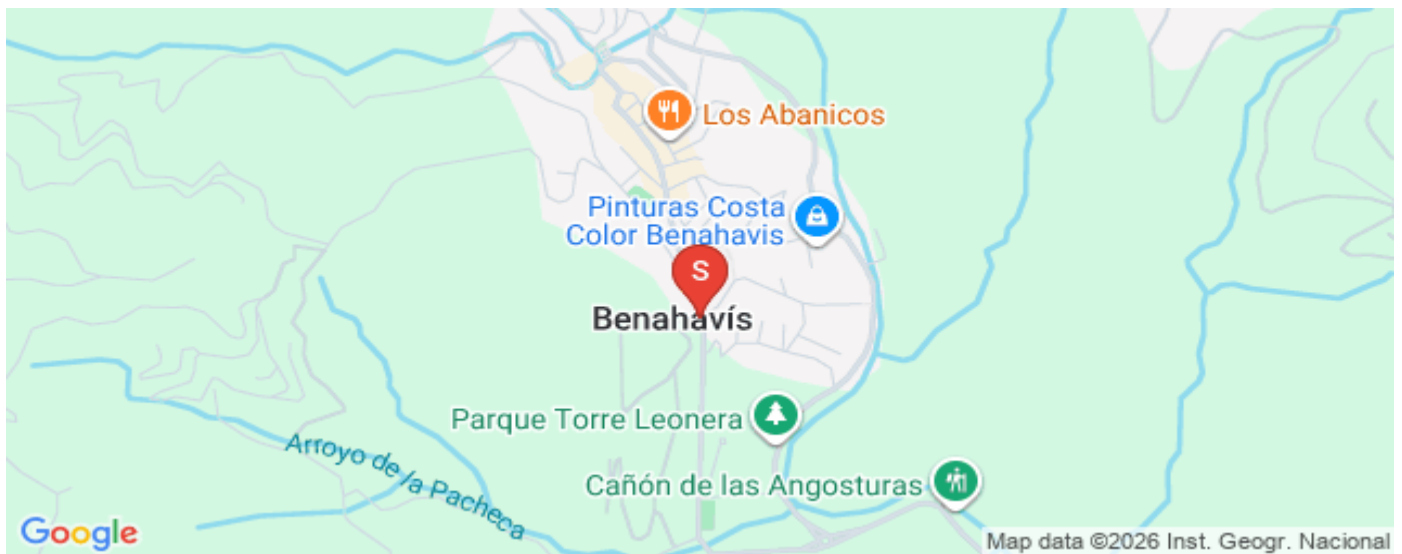 Los Abanicos
Pinturas Costa
Color Benahavis
S
Benahavís
Parque Torre Leonera
Arroyo de la Pacheca
Cañón de las Angosturas
Google
Map data ©2026 Inst. Geogr. Nacional